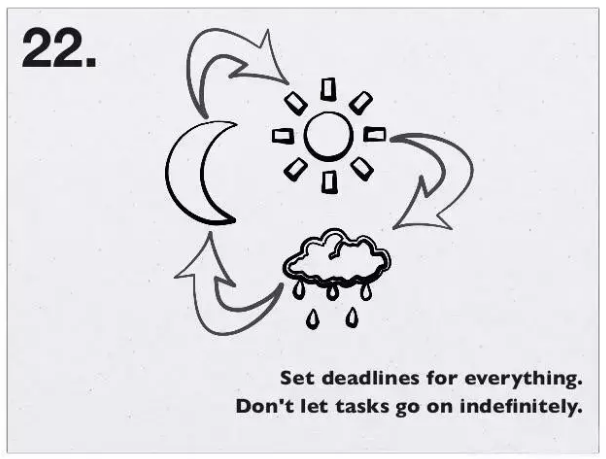 22.
Set deadlines for everything.
Don't let tasks go on indefinitely.